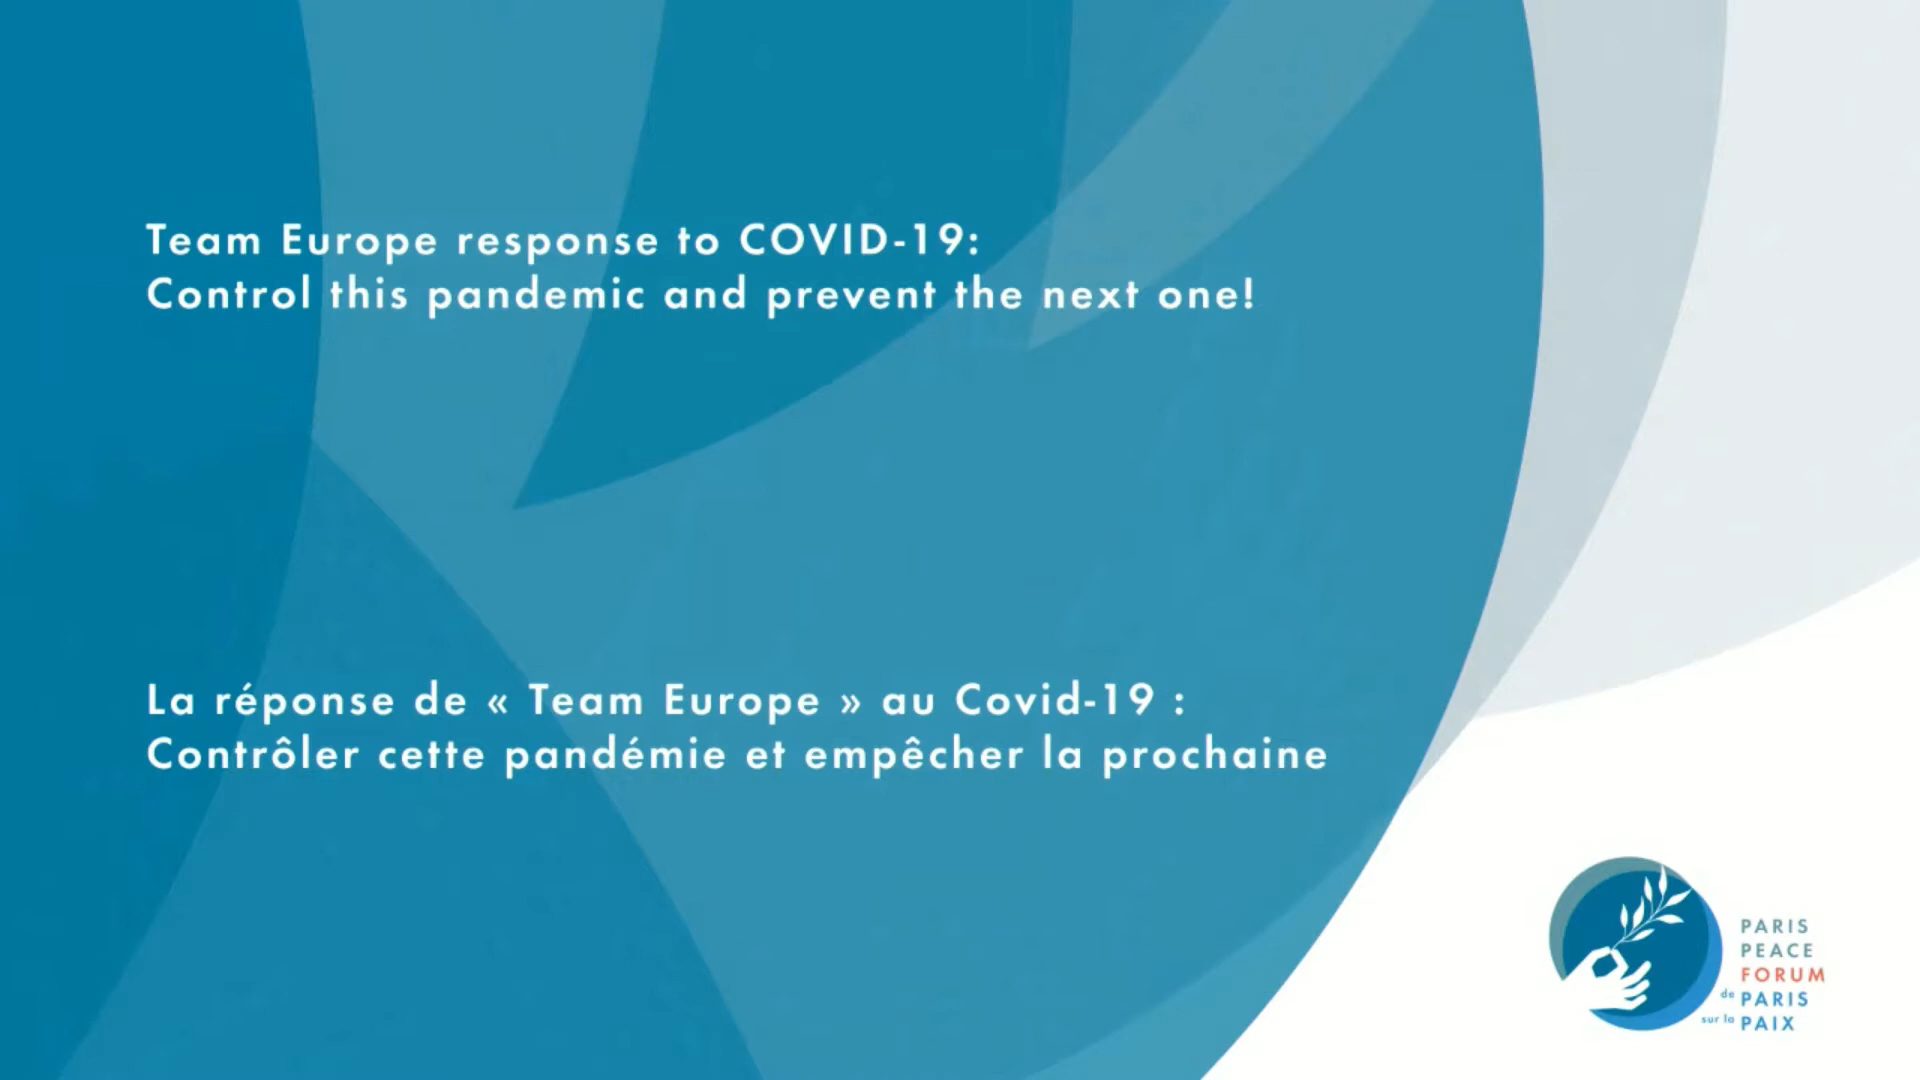 Team Europe response to COVID-19:
Control this pandemic and prevent the next one!
La réponse de « Team Europe » au Covid-19 :
Contrôler cette pandémie et empêcher la prochaine
PARIS
PEACE
FORUM
de PARIS
sur la PAIX